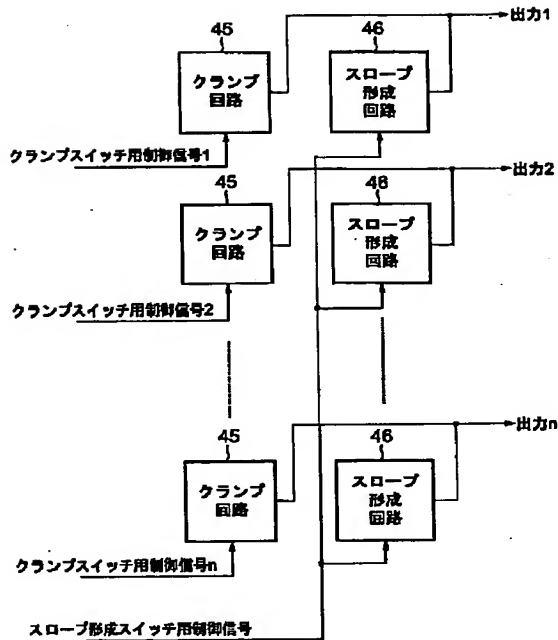 45
46
出力1
クランプ
回路
スロープ
形成
回路
クランプスイッチ用制御信号1
45
46
出力2
クランプ
回路
スロープ
形成
回路
クランプスイッチ用制御信号2
45
46
出力n
クランプ
回路
スロープ
形成
回路
クランプスイッチ用制御信号n
スロープ形成スイッチ用制御信号